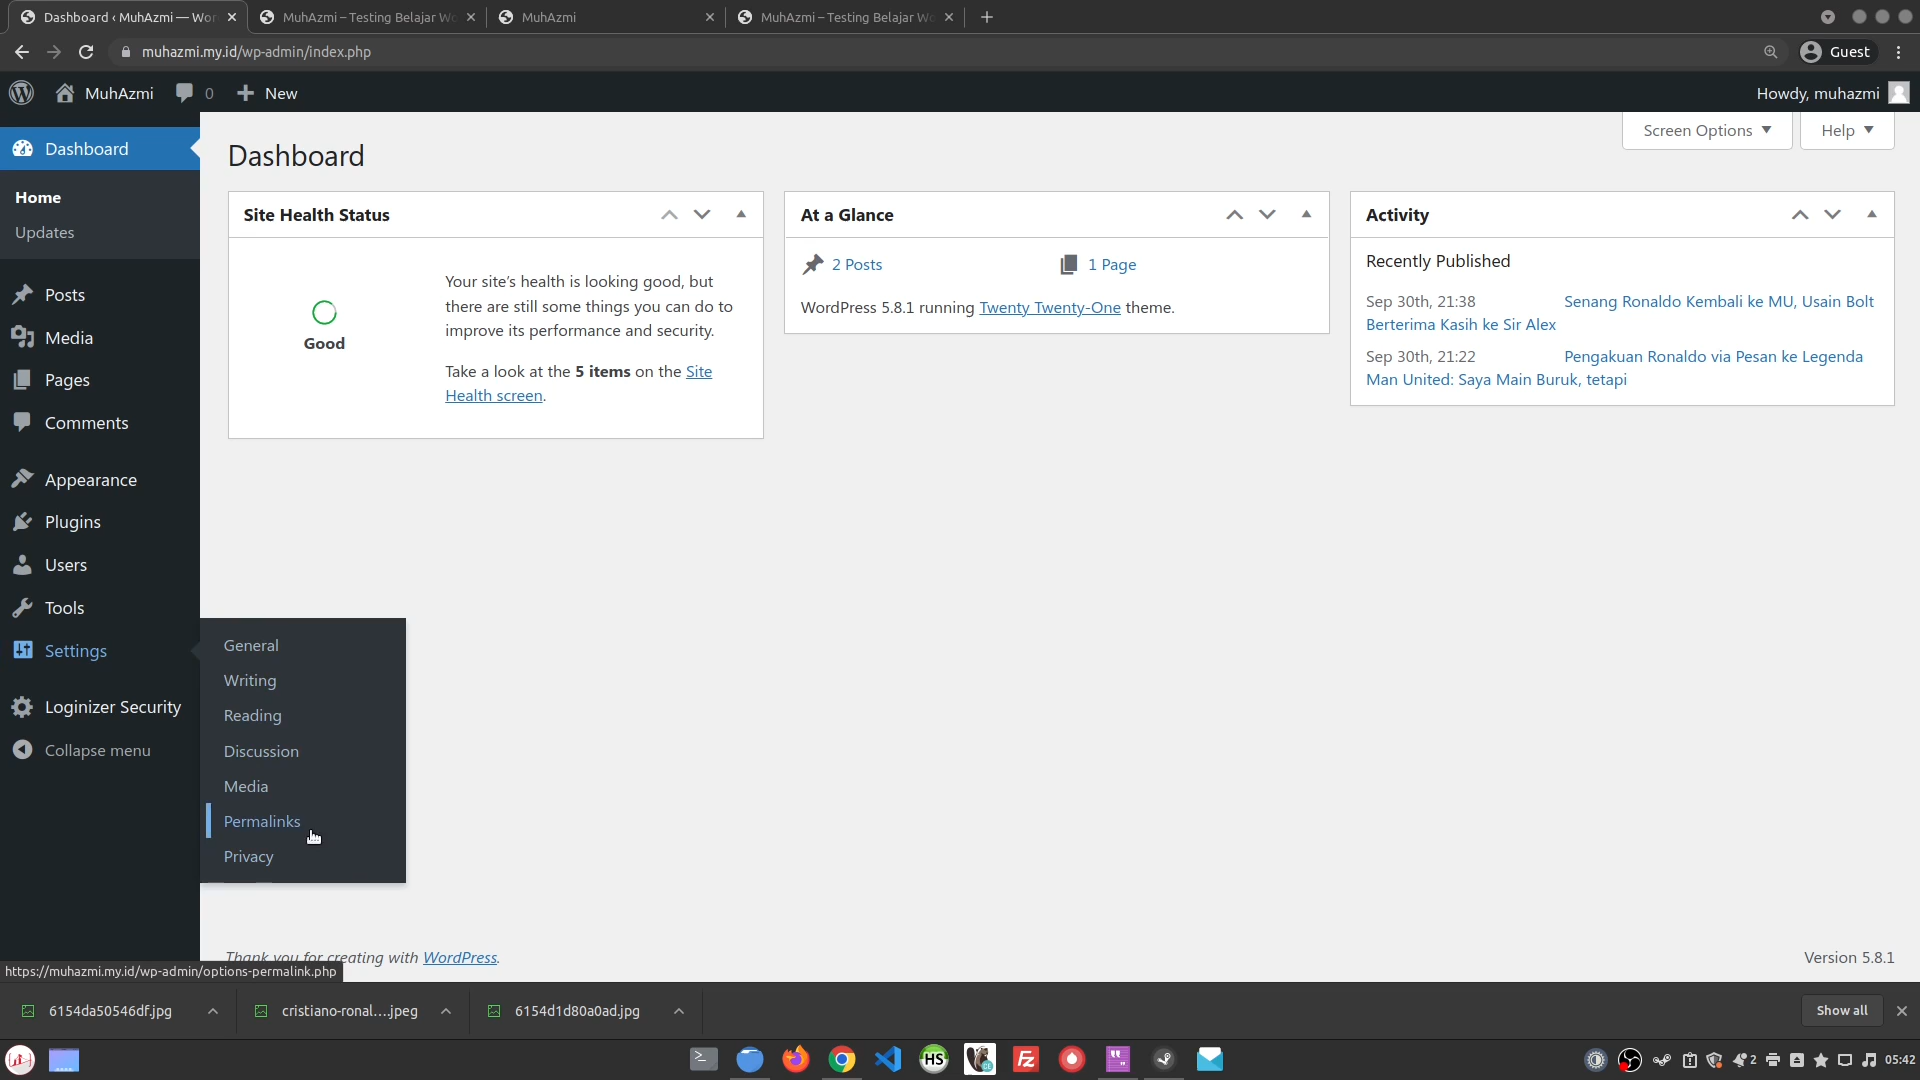 Dashboard ‹ MuhAzmi — Wor
MuhAzmi – Testing Belajar Wo
MuhAzmi
MuhAzmi – Testing Belajar Wo
muhazmi.my.id/wp-admin/index.php
Guest
MuhAzmi
0
New
Howdy, muhazmi
Dashboard
Home
Updates
Posts
Media
Pages
Comments
Appearance
Plugins
Users
Tools
Settings
Loginizer Security
Collapse menu
General
Writing
Reading
Discussion
Media
Permalinks
Privacy
Screen Options
Help
Dashboard
Site Health Status
Good
Your site's health is looking good, but
there are still some things you can do to
improve its performance and security.
Take a look at the 5 items on the Site
Health screen.
At a Glance
2 Posts
1 Page
WordPress 5.8.1 running Twenty Twenty-One theme.
Activity
Recently Published
Sep 30th, 21:38 Senang Ronaldo Kembali ke MU, Usain Bolt
Berterima Kasih ke Sir Alex
Sep 30th, 21:22 Pengakuan Ronaldo via Pesan ke Legenda
Man United: Saya Main Buruk, tetapi
Thank you for creating with WordPress.
Version 5.8.1
https://muhazmi.my.id/wp-admin/options-permalink.php
6154da50546df.jpg
cristiano-ronal....jpeg
6154d1d80a0ad.jpg
Show all
HS
CE
FZ
2
05:42